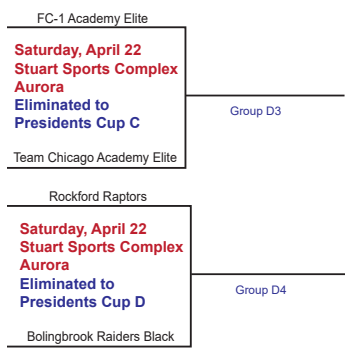 FC-1 Academy Elite
Saturday, April 22
Stuart Sports Complex
Aurora
Eliminated to
Presidents Cup C
Group D3
Team Chicago Academy Elite
Rockford Raptors
Saturday, April 22
Stuart Sports Complex
Aurora
Eliminated to
Presidents Cup D
Group D4
Bolingbrook Raiders Black